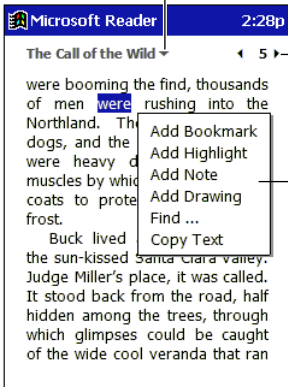 Microsoft Reader 2:28p
The Call of the Wild 5
were booming the find, thousands
of men were rushing into the
Northland. The
dogs, and the
were heavy d
muscles by whic
coats to prote
frost.
Add Bookmark
Add Highlight
Add Note
Add Drawing
Find ...
Copy Text
Buck lived
the sun-kissed Santa Clara valley.
Judge Miller's place, it was called.
It stood back from the road, half
hidden among the trees, through
which glimpses could be caught
of the wide cool veranda that ran